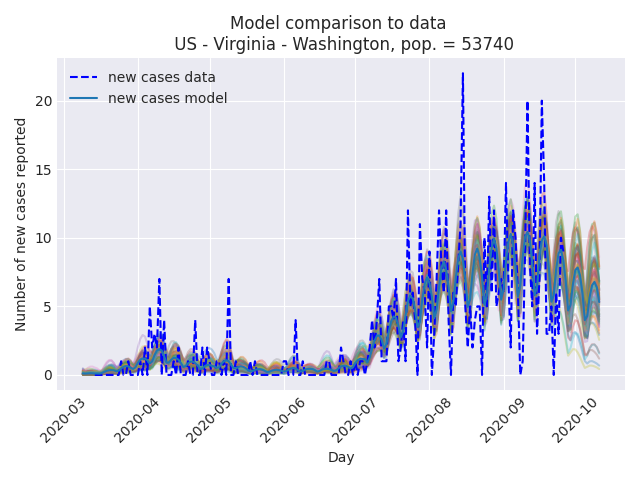 Model comparison to data
US - Virginia - Washington, pop. = 53740
new cases data
new cases model
Number of new cases reported
20
15
10
5
0
2020-03
2020-04
2020-05
2020-06
2020-07
2020-08
2020-09
2020-10
Day